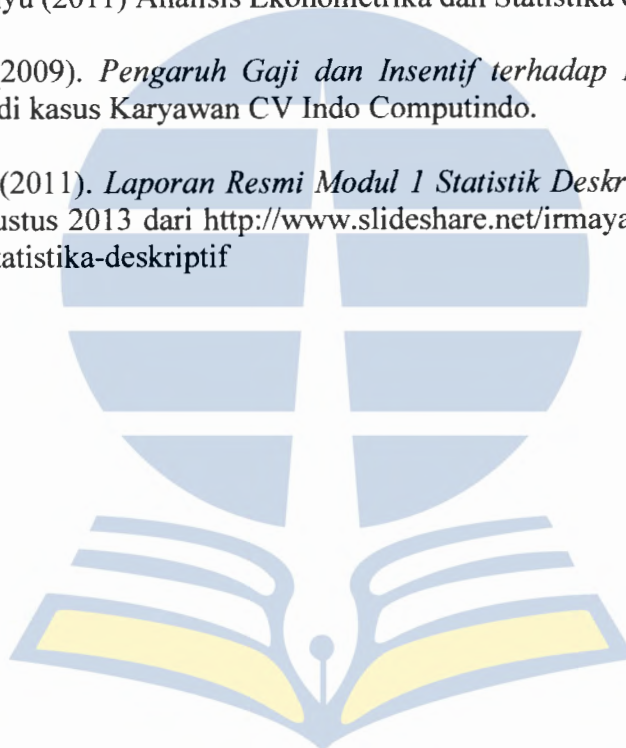 (2011) Analisis Ekonometrika dan Statistika
(2009). Pengaruh Gaji dan Insentif terhadap
di kasus Karyawan CV Indo Computindo.
(2011). Laporan Resmi Modul 1 Statistik Deskr
ustus 2013 dari http://www.slideshare.net/irmaya
tatistika-deskriptif